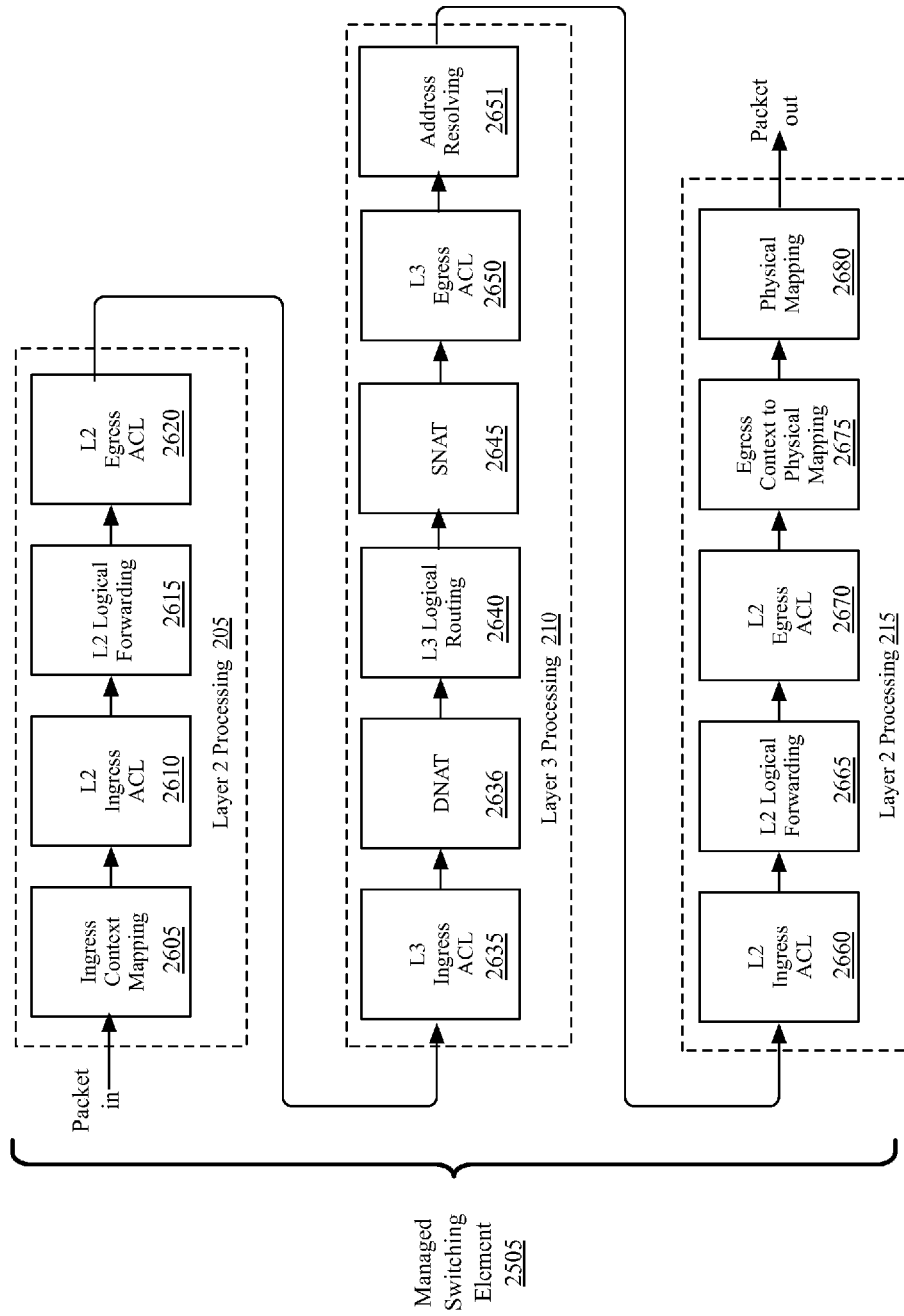 Managed
Switching
Element
2505
Packet
in
Ingress
Context
Mapping
2605
L2
Ingress
ACL
2610
L2 Logical
Forwarding
2615
L2
Egress
ACL
2620
Layer 2 Processing 205
L3
Ingress
ACL
2635
DNAT
2636
L3 Logical
Routing
2640
SNAT
2645
L3
Egress
ACL
2650
Address
Resolving
2651
Layer 3 Processing 210
L2
Ingress ACL
2660
L2 Logical
Forwarding
2665
L2
Egress
ACL
2670
Egress
Context to
Physical
Mapping
2675
Physical
Mapping
2680
Packet
out
Layer 2 Processing 215